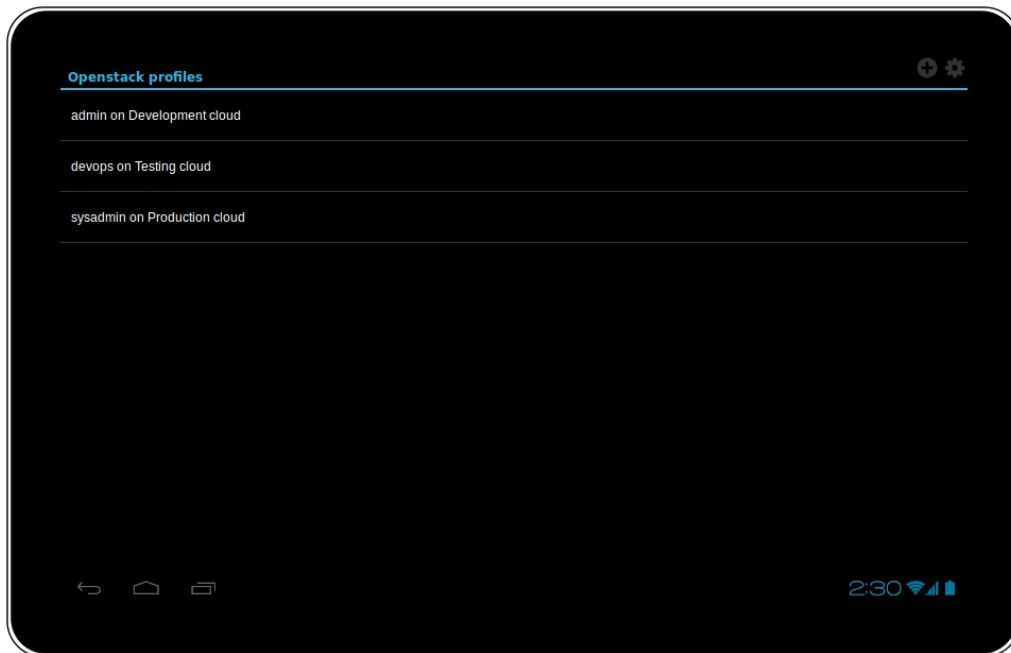 Openstack profiles
admin on Development cloud
devops on Testing cloud
sysadmin on Production cloud
2:30